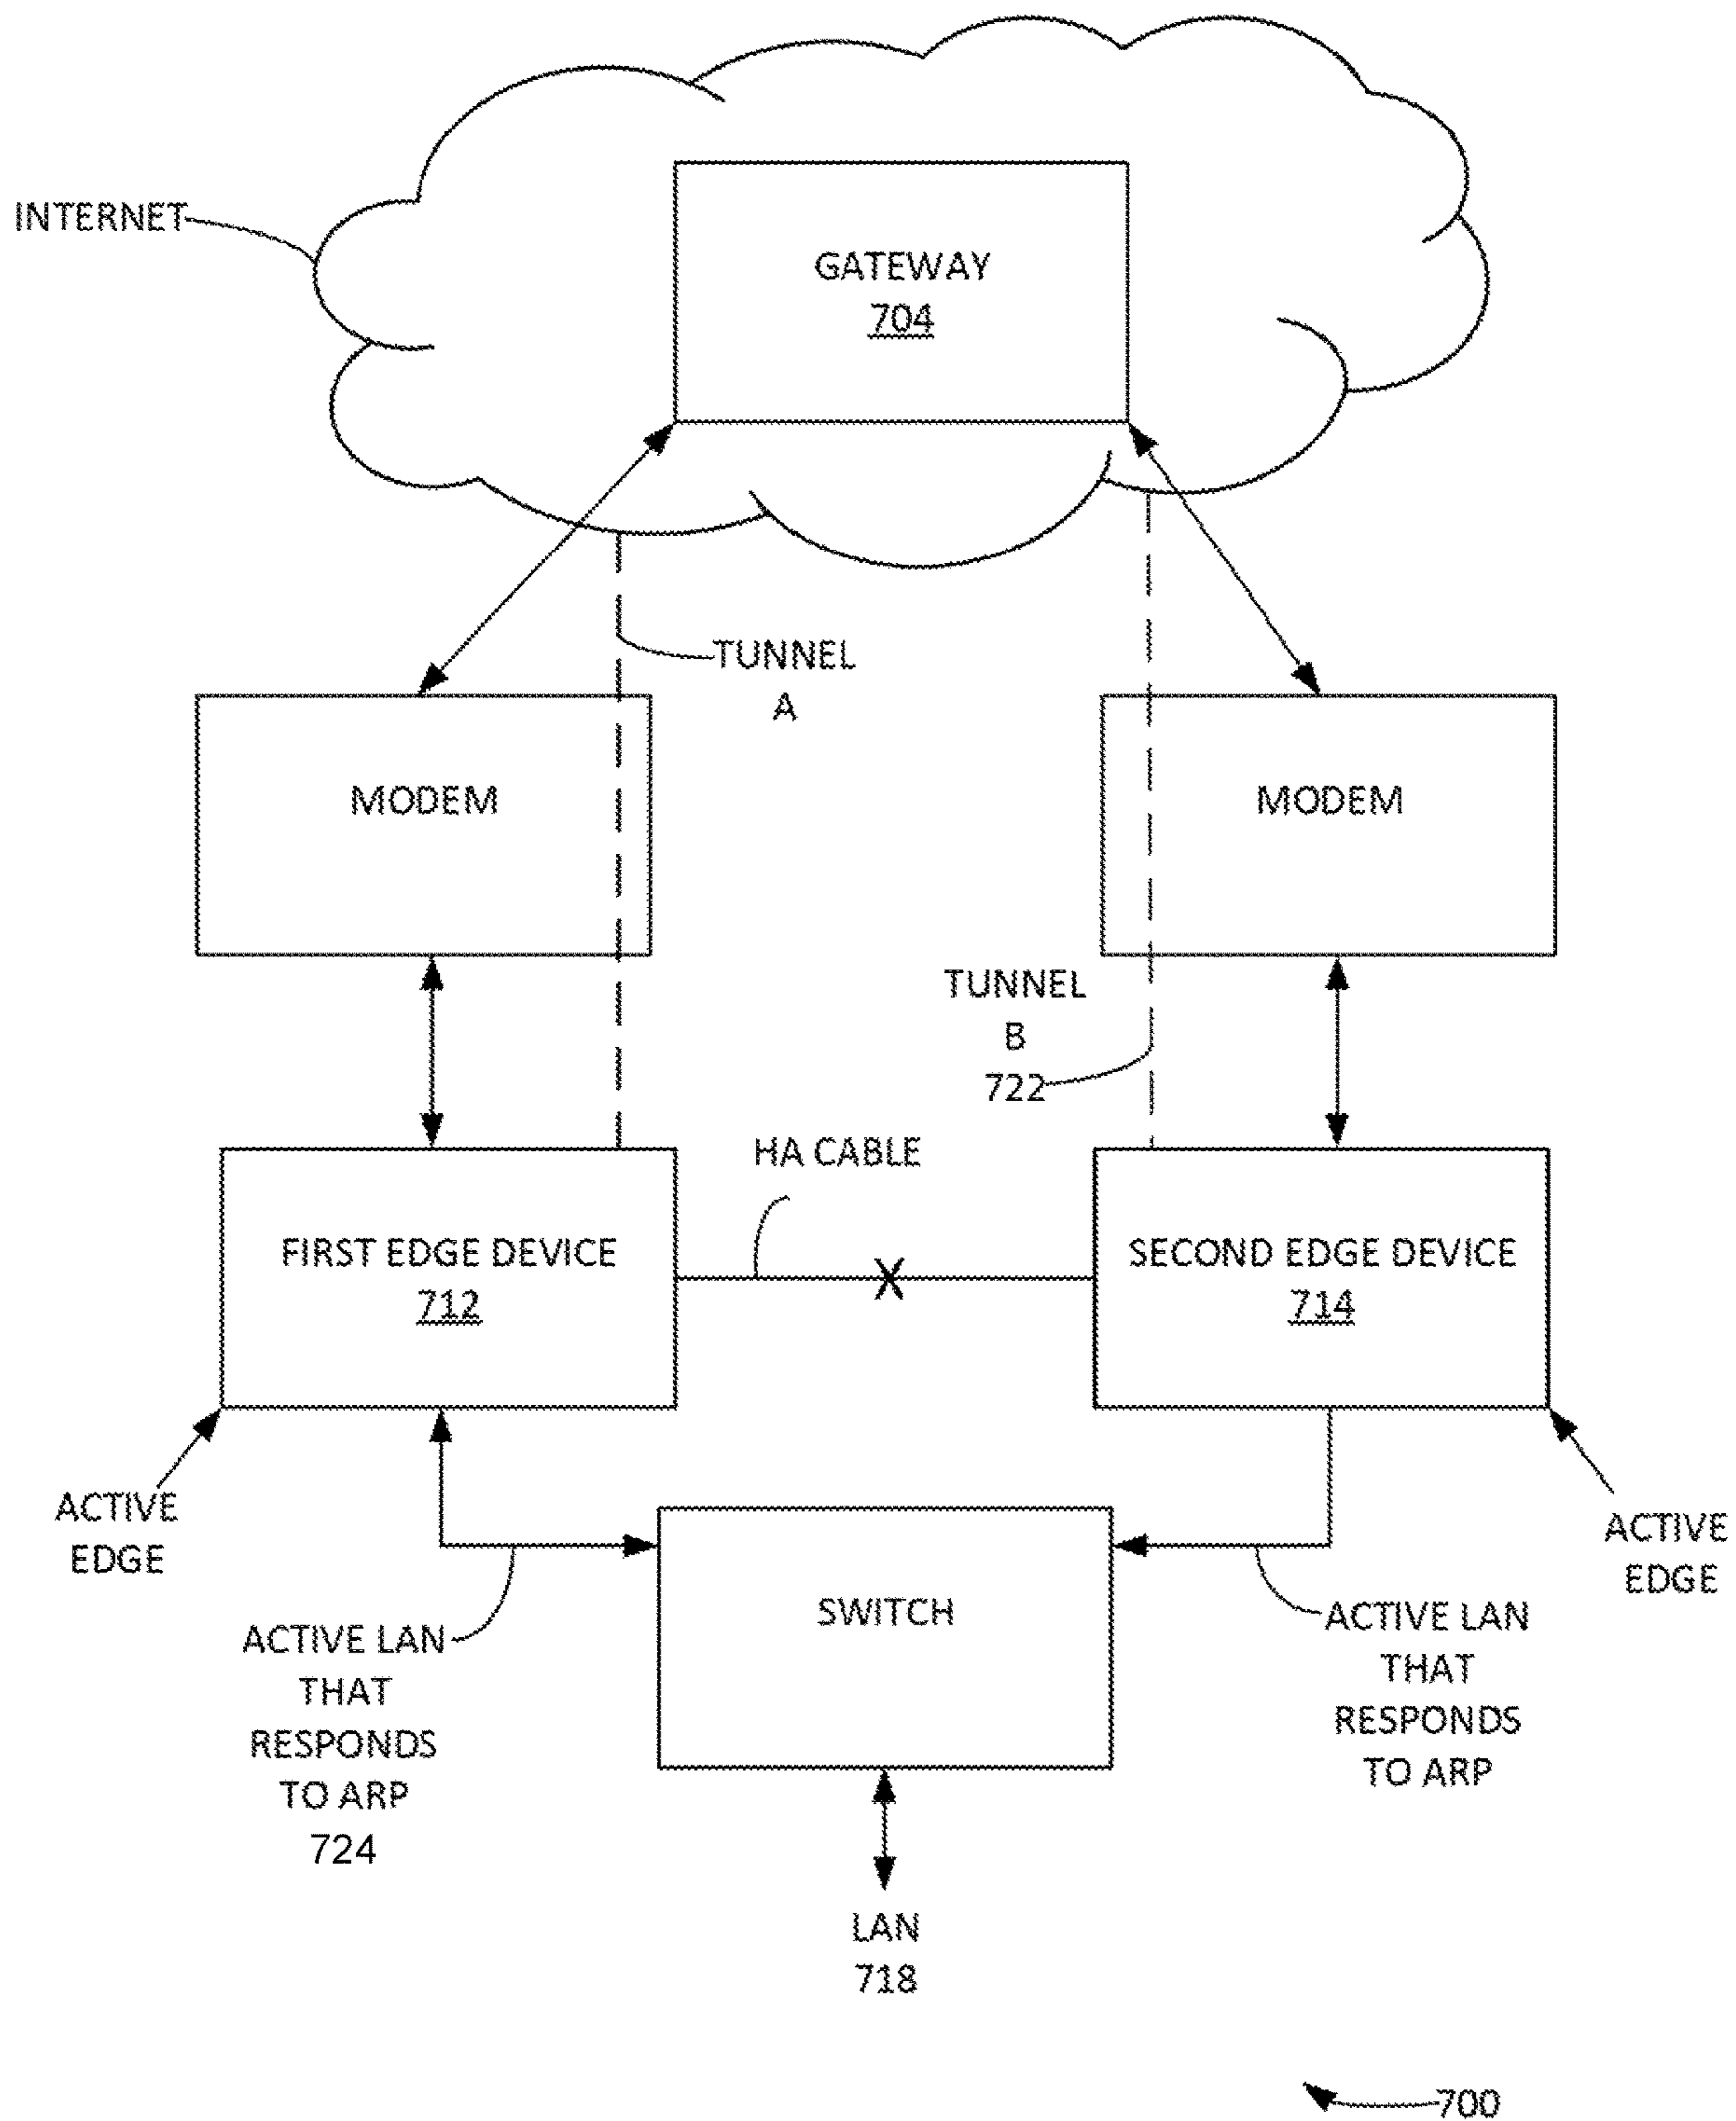 INTERNET
GATEWAY
704
TUNNEL
A
MODEM
MODEM
TUNNEL
B
722
HA CABLE
FIRST EDGE DEVICE
712
X
SECOND EDGE DEVICE
714
ACTIVE
EDGE
ACTIVE
EDGE
SWITCH
ACTIVE LAN
THAT
RESPONDS
TO ARP
724
ACTIVE LAN
THAT
RESPONDS
TO ARP
LAN
718
700